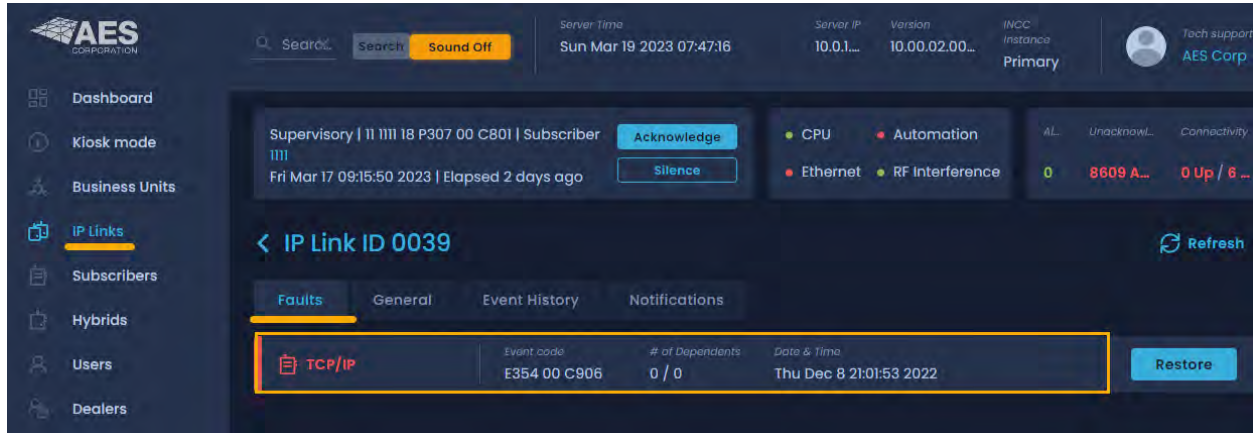 AES
CORPORATION
Searc
Search
Sound Off
Server Time
Sun Mar 19 2023 07:47:16
Server IP
10.0.1....
Version
10.00.02.00...
INCC
Instance
Primary
Tech support
AES Corp
Dashboard
Kiosk mode
Business Units
IP Links
Subscribers
Hybrids
Users
Dealers
Supervisory | 11 1111 18 P307 00 C801 | Subscriber
1111
Fri Mar 17 09:15:50 2023 | Elapsed 2 days ago
Acknowledge
Silence
CPU
Automation
Ethernet
RF Interference
AL...
0
Unacknowl...
8609 A...
Connectivity
0 Up / 6 ...
< IP Link ID 0039
Refresh
Faults
General
Event History
Notifications
TCP/IP
Event code
E354 00 C906
# of Dependents
0 / 0
Date & Time
Thu Dec 8 21:01:53 2022
Restore